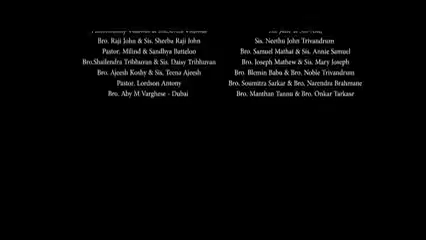 Bro. Raji John & Sis. Sheeba Raji John
Pastor. Milind & Sandhya Batteloo
Bro.Shailendra Tribhuvan & Sis. Daisy Tribhuvan
Bro. Ajeesh Koshy & Sis, Teena Ajeesh
Pastor. Lordson Antony
Bro. Aby M Varghese - Dubai
Sis. Neethu John Trivandrum
Bro. Samuel Mathai & Sis. Annie Samuel
Bro. Joseph Mathew & Sis. Mary Joseph
Bro. Blemin Babu & Bro. Noble Trivandrum
Bro. Soumitra Sarkar & Bro. Narendra Brahmane
Bro. Manthan Tannu & Bro. Onkar Tarkase